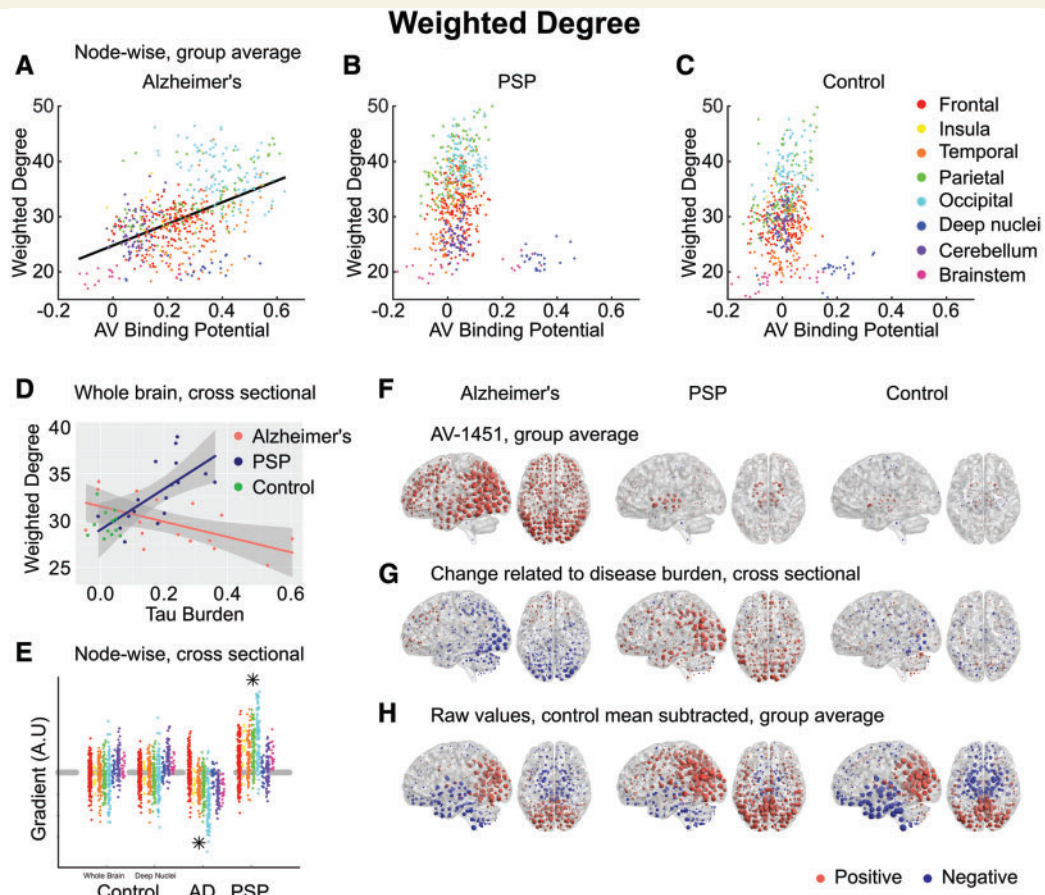 Weighted Degree
Node-wise, group average
A
Alzheimer's
B
PSP
C
Control
50
40
30
20
Weighted Degree
-0.2 0 0.2 0.4 0.6
AV Binding Potential
50
40
30
20
Weighted Degree
-0.2 0 0.2 0.4 0.6
AV Binding Potential
50
40
30
20
Weighted Degree
-0.2 0 0.2 0.4 0.6
AV Binding Potential
Frontal
Insula
Temporal
Parietal
Occipital
Deep nuclei
Cerebellum
Brainstem
D Whole brain, cross sectional
40
35
30
25
Weighted Degree
Alzheimer's
PSP
Control
0.0 0.2 0.4 0.6
Tau Burden
E Node-wise, cross sectional
Gradient (A.U)
*
*
Whole Brain Deep Nuclei
Control AD PSP
F
Alzheimer's PSP Control
AV-1451, group average
G Change related to disease burden, cross sectional
H Raw values, control mean subtracted, group average
Positive Negative